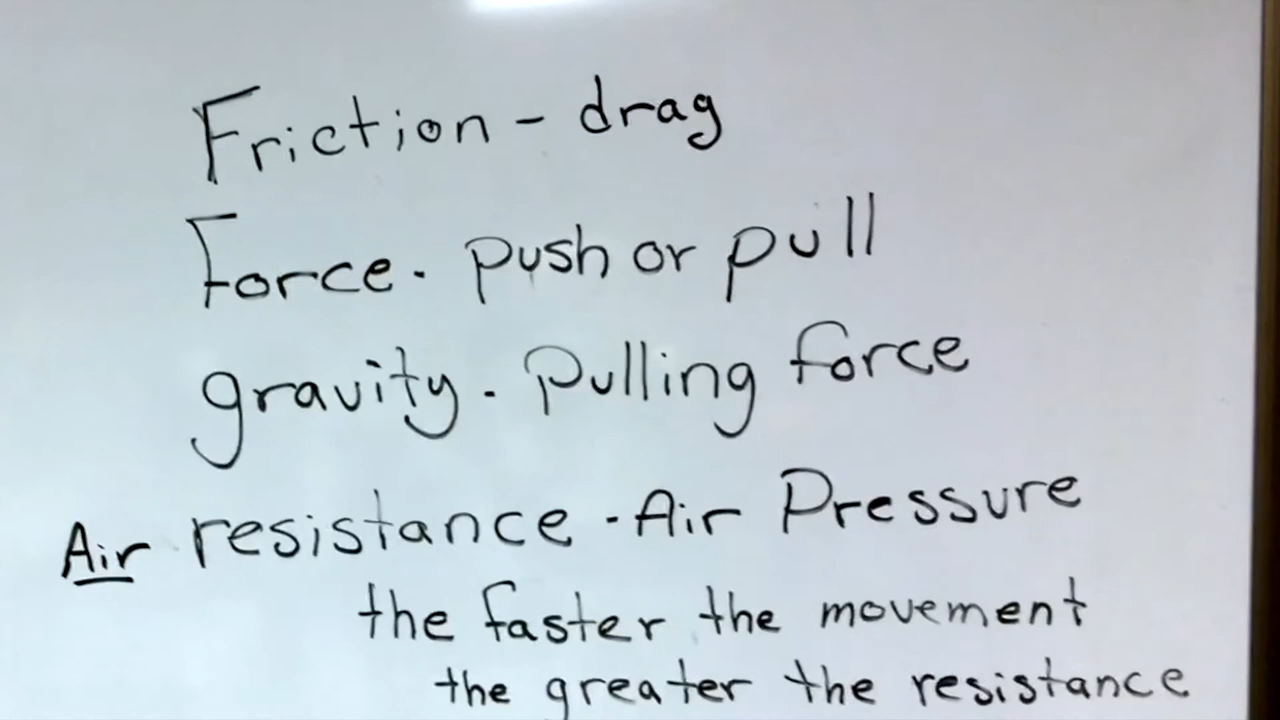 Friction - drag
Force - push or pull
gravity - Pulling force
Air resistance - Air Pressure
the faster the movement
the greater the resistance